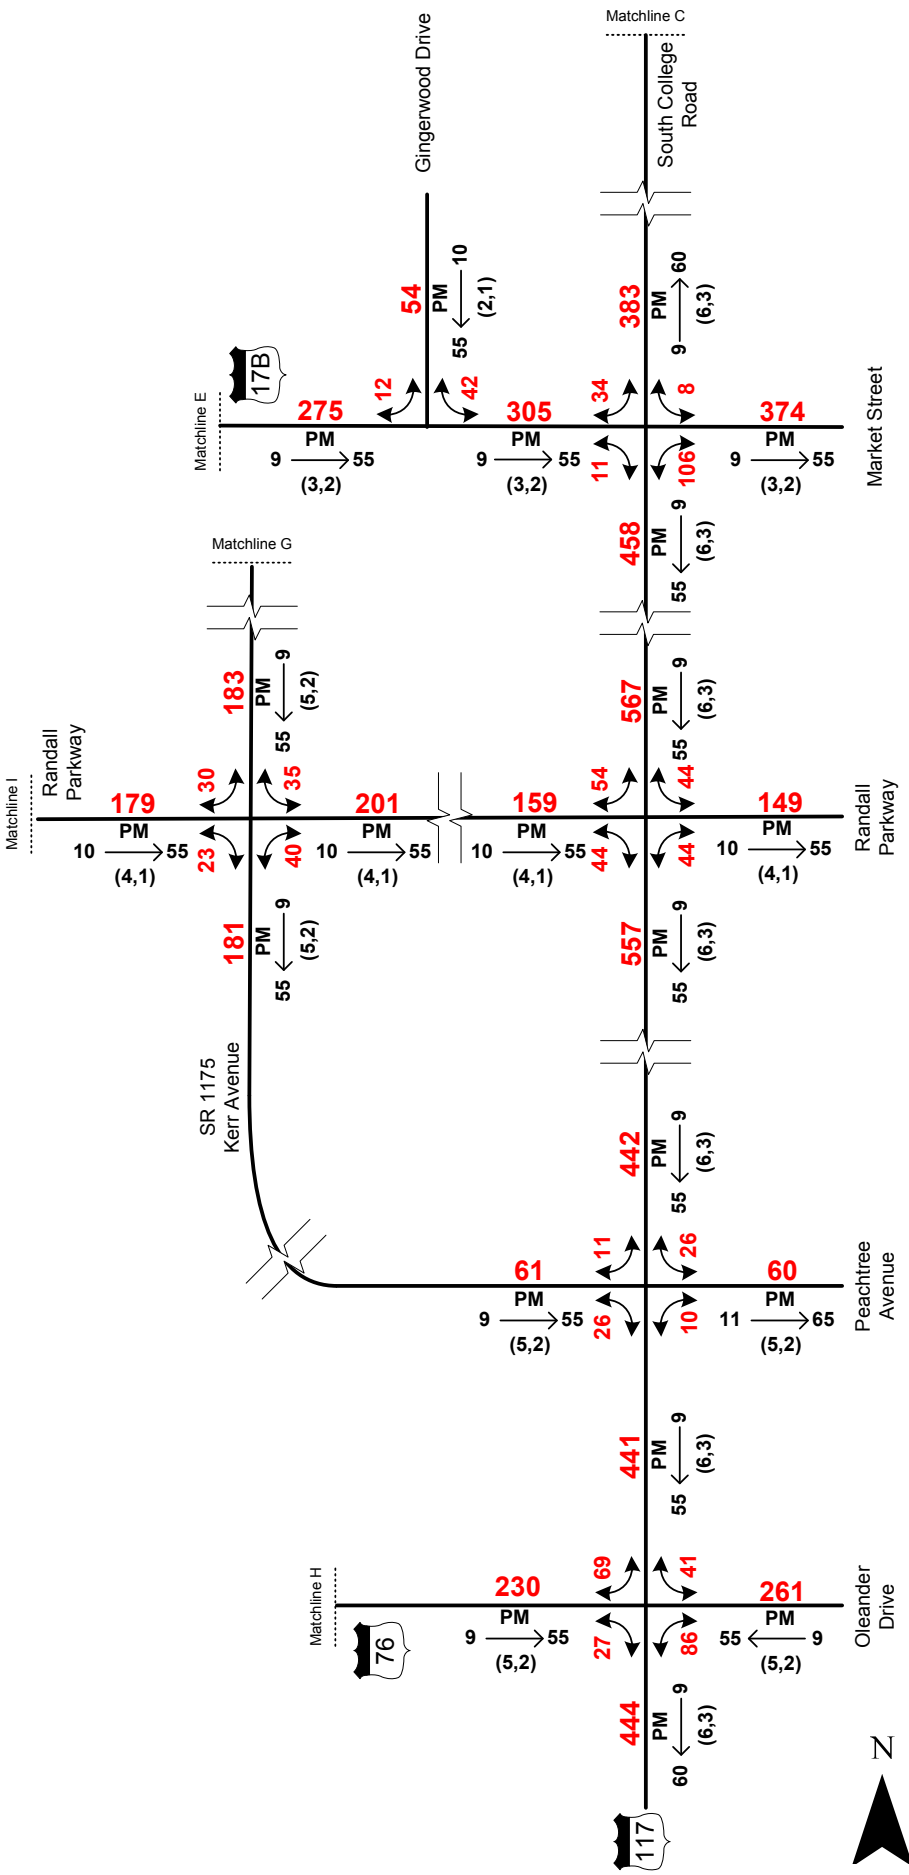 Matchline C
South College
Road
Gingerwood Drive
Matchline E
17B
54
PM
10
55
(2,1)
383
PM
9
60
(6,3)
12
42
34
8
275
PM
9
55
(3,2)
305
PM
9
55
(3,2)
374
PM
9
55
(3,2)
Market Street
11
106
458
PM
9
55
(6,3)
Matchline G
183
PM
9
55
(5,2)
567
PM
9
55
(6,3)
Matchline I
Randall
Parkway
30
35
54
44
179
PM
10
55
(4,1)
201
PM
10
55
(4,1)
159
PM
10
55
(4,1)
149
PM
10
55
(4,1)
Randall
Parkway
23
40
44
44
181
PM
9
55
(5,2)
557
PM
9
55
(6,3)
SR 1175
Kerr Avenue
442
PM
9
55
(6,3)
11
26
61
PM
9
55
(5,2)
60
PM
11
65
(5,2)
Peachtree
Avenue
26
10
441
PM
9
55
(6,3)
Matchline H
76
69
41
230
PM
9
55
(5,2)
261
PM
55
9
(5,2)
Oleander
Drive
27
86
444
PM
9
60
(6,3)
117
N